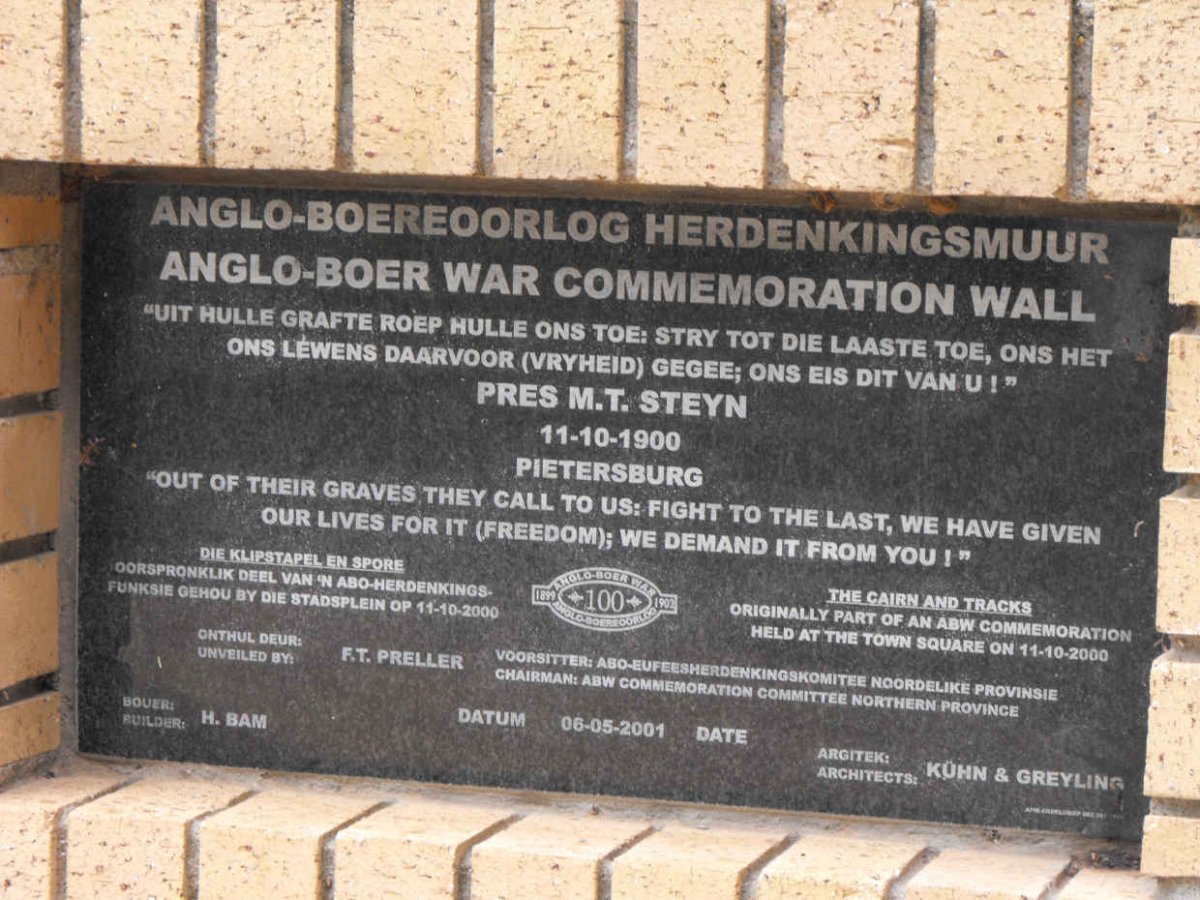 ANGLO-BOEREOORLOG HERDENKINGSMUUR
ANGLO-BOER WAR COMMEMORATION WALL
“UIT HULLE GRAFTE ROEP HULLE ONS TOE: STRY TOT DIE LAASTE TOE, ONS HET
ONS LEWENS DAARVOOR (VRYHEID) GEGEE; ONS EIS DIT VAN U ! ”
PRES M.T. STEYN
11-10-1900
PIETERSBURG
“OUT OF THEIR GRAVES THEY CALL TO US: FIGHT TO THE LAST, WE HAVE GIVEN
OUR LIVES FOR IT (FREEDOM); WE DEMAND IT FROM YOU ! ”
DIE KLIPSTAPEL EN SPORE
OORSPRONKLIK DEEL VAN ‘N ABO-HERDENKINGS-
FUNKSIE GEHOU BY DIE STADSPLEIN OP 11-10-2000
ANGLO-BOER WAR
1899 100 1902
ANGLO-BOEREOORLOG
THE CAIRN AND TRACKS
ORIGINALLY PART OF AN ABW COMMEMORATION
HELD AT THE TOWN SQUARE ON 11-10-2000
ONTHUL DEUR:
UNVEILED BY: F.T. PRELLER
VOORSITTER: ABO-EUFEESHERDENKINGSKOMITEE NOORDELIKE PROVINSIE
CHAIRMAN: ABW COMMEMORATION COMMITTEE NORTHERN PROVINCE
BOUER:
BUILDER: H. BAM
DATUM 06-05-2001 DATE
ARGITEK:
ARCHITECTS: KÜHN & GREYLING